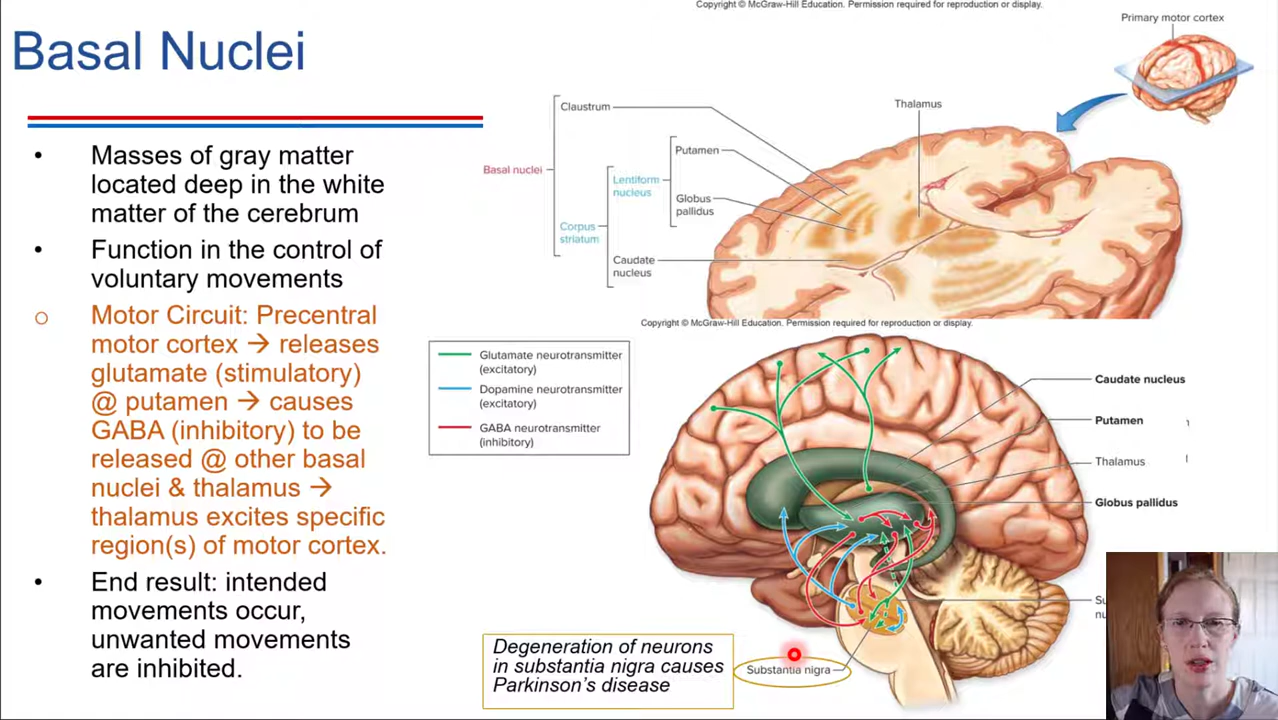 Copyright © McGraw-Hill Education. Permission required for reproduction or display.
Basal Nuclei
• Masses of gray matter
located deep in the white
matter of the cerebrum
• Function in the control of
voluntary movements
o Motor Circuit: Precentral
motor cortex → releases
glutamate (stimulatory)
@ putamen → causes
GABA (inhibitory) to be
released @ other basal
nuclei & thalamus →
thalamus excites specific
region(s) of motor cortex.
• End result: intended
movements occur,
unwanted movements
are inhibited.
Primary motor cortex
Claustrum
Thalamus
Putamen
Basal nuclei
Lentiform
nucleus
Globus
pallidus
Corpus
striatum
Caudate
nucleus
Copyright © McGraw-Hill Education. Permission required for reproduction or display.
Glutamate neurotransmitter
(excitatory)
Dopamine neurotransmitter
(excitatory)
GABA neurotransmitter
(inhibitory)
Caudate nucleus
Putamen
Thalamus
Globus pallidus
Degeneration of neurons
in substantia nigra causes
Parkinson's disease
Substantia nigra